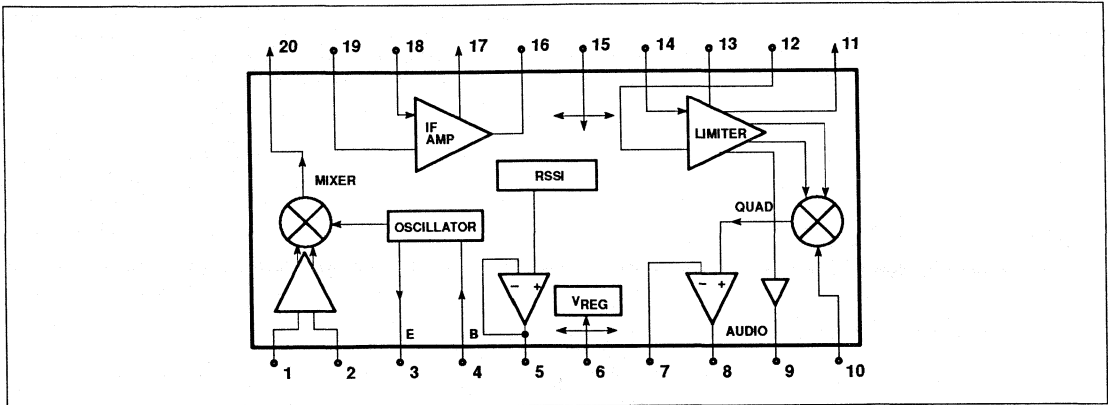 20 19 18 17 16 15 14 13 12 11
IF
AMP
LIMITER
RSSI
MIXER
OSCILLATOR
QUAD
− +
VREG
− +
E B
AUDIO
1 2 3 4 5 6 7 8 9 10